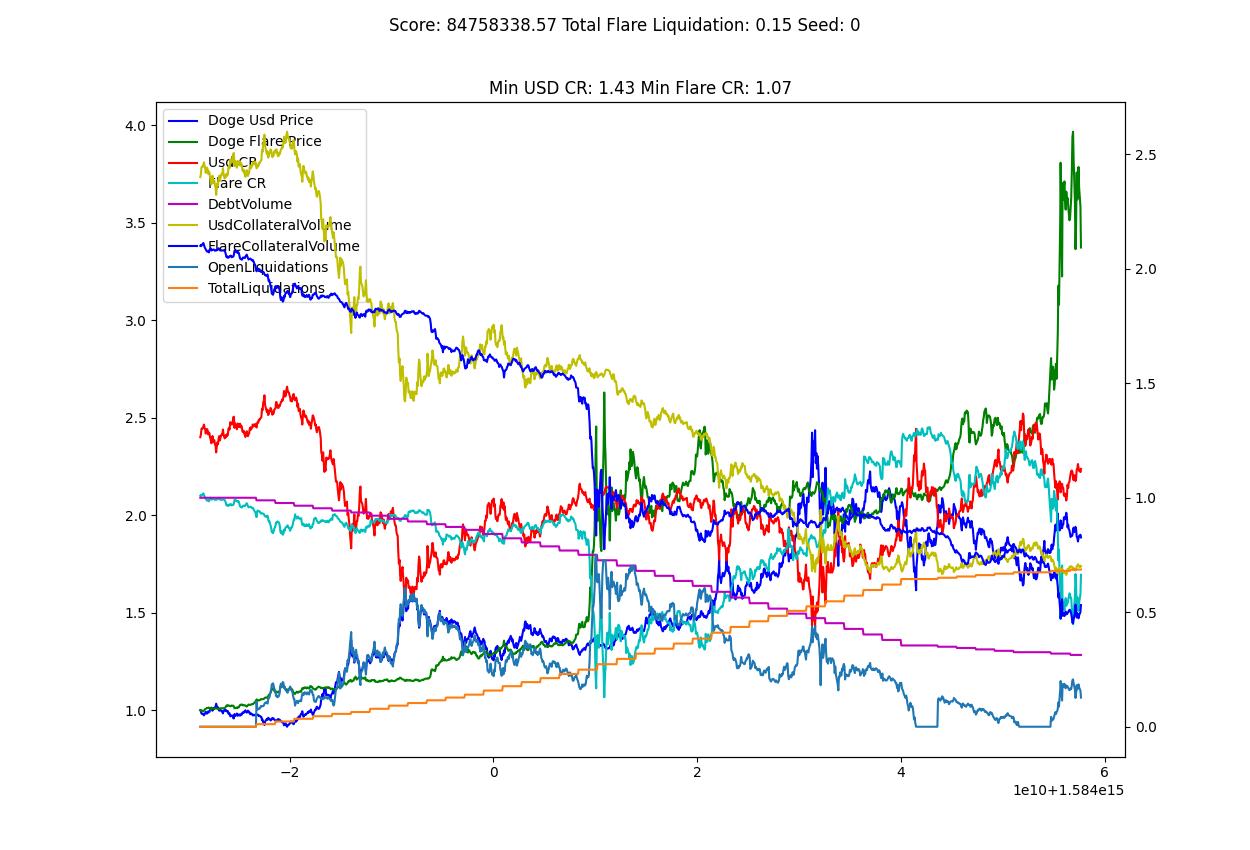 Score: 84758338.57 Total Flare Liquidation: 0.15 Seed: 0
Min USD CR: 1.43 Min Flare CR: 1.07
Doge Usd Price
Doge Flare Price
Usd CR
Flare CR
DebtVolume
UsdCollateralVolume
FlareCollateralVolume
OpenLiquidations
TotalLiquidations
4.0
3.5
3.0
2.5
2.0
1.5
1.0
2.5
2.0
1.5
1.0
0.5
0.0
−2
0
2
4
6
1e10+1.584e15